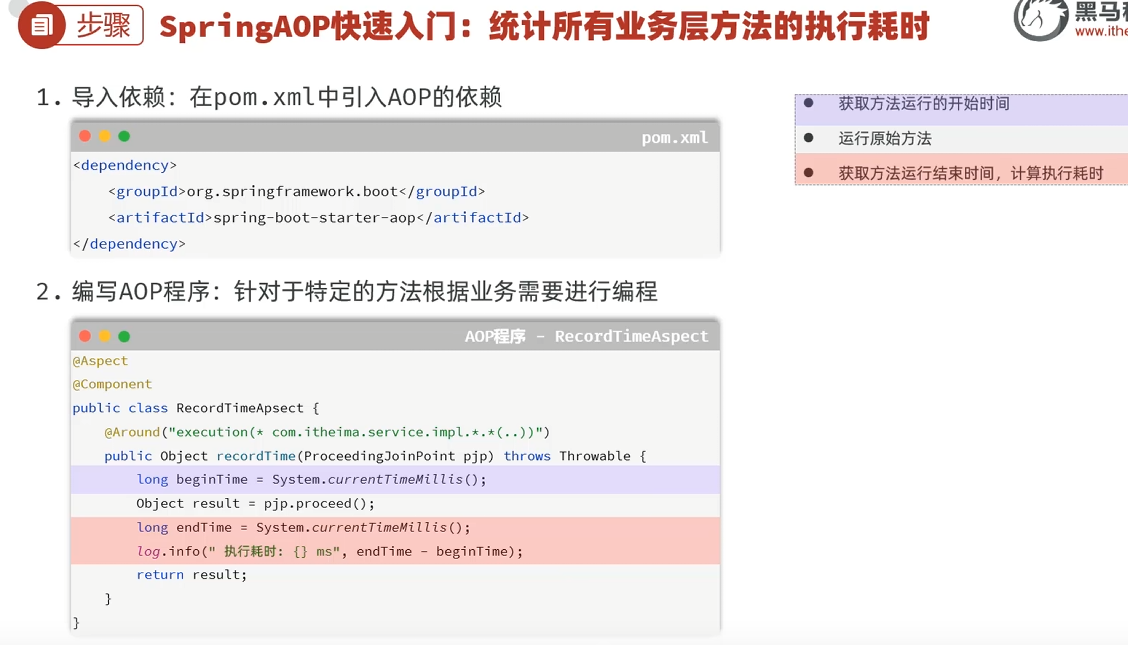 步骤
SpringAOP快速入门：统计所有业务层方法的执行耗时
黑马
www.ithe
1. 导入依赖：在pom.xml中引入AOP的依赖
pom.xml
<dependency>
    <groupId>org.springframework.boot</groupId>
    <artifactId>spring-boot-starter-aop</artifactId>
</dependency>
● 获取方法运行的开始时间
● 运行原始方法
● 获取方法运行结束时间，计算执行耗时
2. 编写AOP程序：针对于特定的方法根据业务需要进行编程
AOP程序 - RecordTimeAspect
@Aspect
@Component
public class RecordTimeApsect {
    @Around("execution(* com.itheima.service.impl.*.*(..))")
    public Object recordTime(ProceedingJoinPoint pjp) throws Throwable {
        long beginTime = System.currentTimeMillis();
        Object result = pjp.proceed();
        long endTime = System.currentTimeMillis();
        log.info(" 执行耗时: {} ms", endTime - beginTime);
        return result;
    }
}